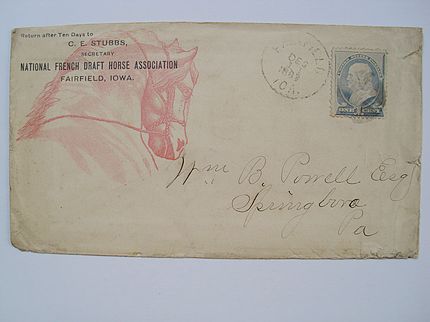 Return after Ten Days to
C. E. STUBBS,
SECRETARY
NATIONAL FRENCH DRAFT HORSE ASSOCIATION
FAIRFIELD, IOWA.
FAIRFIELD
DEC
IOWA
ONE CENT
Wm B. Powell Esq
Springboro
Pa